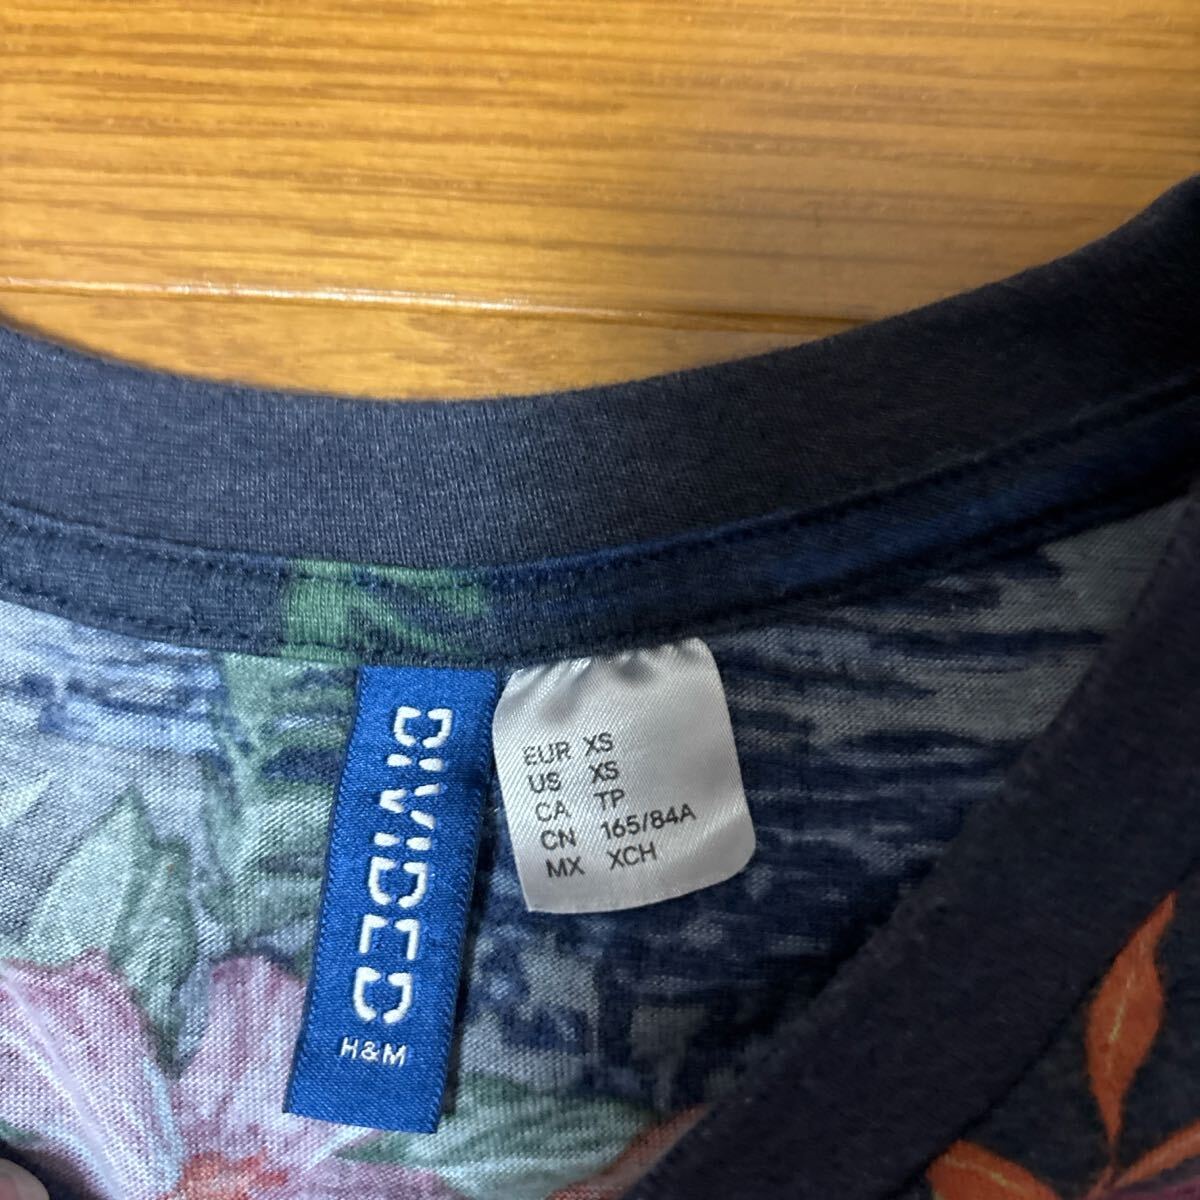 DIVIDED
H&M
EUR XS
US XS
CA TP
CN 165/84A
MX XCH